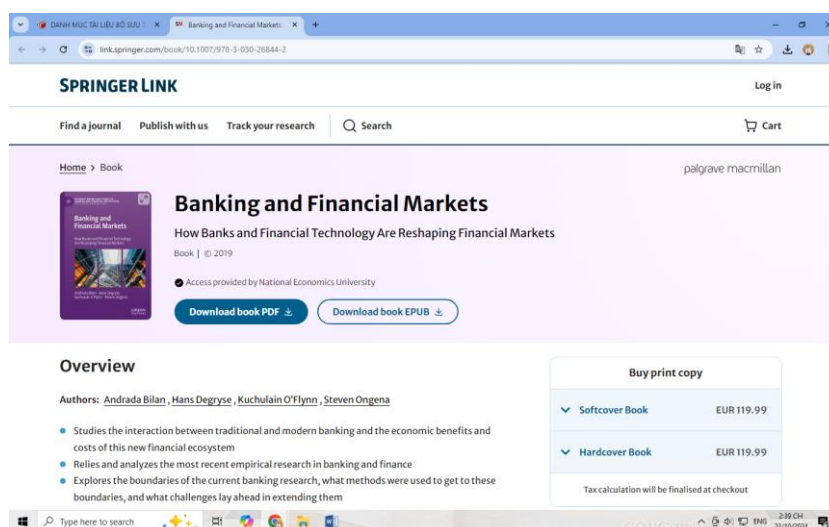 DANH MỤC TÀI LIỆU BỘ SƯU T
Banking and Financial Markets:
link.springer.com/book/10.1007/978-3-030-26844-2
SPRINGER LINK
Log in
Find a journal Publish with us Track your research Search
Cart
Home > Book
palgrave macmillan
Banking and
Financial Markets
Banking and Financial Markets
How Banks and Financial Technology Are Reshaping Financial Markets
Book | © 2019
Access provided by National Economics University
Download book PDF
Download book EPUB
Overview
Authors: Andrada Bilan , Hans Degryse , Kuchulain O'Flynn , Steven Ongena
Studies the interaction between traditional and modern banking and the economic benefits and
costs of this new financial ecosystem
Relies and analyzes the most recent empirical research in banking and finance
Explores the boundaries of the current banking research, what methods were used to get to these
boundaries, and what challenges lay ahead in extending them
Buy print copy
Softcover Book EUR 119.99
Hardcover Book EUR 119.99
Tax calculation will be finalised at checkout
Type here to search
ENG
2:39 CH